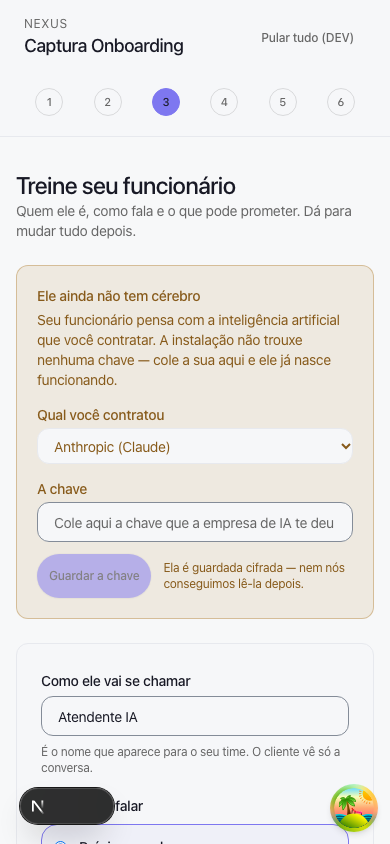 NEXUS
Captura Onboarding
Pular tudo (DEV)
1
2
3
4
5
6
Treine seu funcionário
Quem ele é, como fala e o que pode prometer. Dá para
mudar tudo depois.
Ele ainda não tem cérebro
Seu funcionário pensa com a inteligência artificial
que você contratar. A instalação não trouxe
nenhuma chave — cole a sua aqui e ele já nasce
funcionando.
Qual você contratou
Anthropic (Claude)
A chave
Cole aqui a chave que a empresa de IA te deu
Guardar a chave
Ela é guardada cifrada — nem nós
conseguimos lê-la depois.
Como ele vai se chamar
Atendente IA
É o nome que aparece para o seu time. O cliente vê só a
conversa.
N
falar